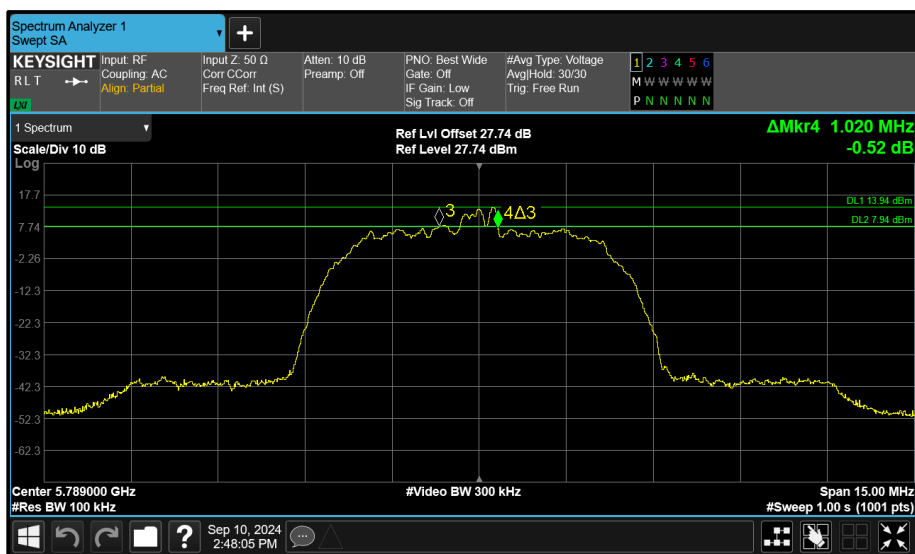 Spectrum Analyzer 1
Swept SA
KEYSIGHT
R L T
LXI
Input: RF
Coupling: AC
Align: Partial
Input Z: 50 Ω
Corr CCorr
Freq Ref: Int (S)
Atten: 10 dB
Preamp: Off
PNO: Best Wide
Gate: Off
IF Gain: Low
Sig Track: Off
#Avg Type: Voltage
Avg|Hold: 30/30
Trig: Free Run
1 2 3 4 5 6
M W W W W W
P N N N N N
1 Spectrum
Scale/Div 10 dB
Ref Lvl Offset 27.74 dB
Ref Level 27.74 dBm
ΔMkr4 1.020 MHz
-0.52 dB
Log
17.7
7.74
-2.26
-12.3
-22.3
-32.3
-42.3
-52.3
-62.3
3
4Δ3
DL1 13.94 dBm
DL2 7.94 dBm
Center 5.789000 GHz
#Res BW 100 kHz
#Video BW 300 kHz
Span 15.00 MHz
#Sweep 1.00 s (1001 pts)
?
Sep 10, 2024
2:48:05 PM